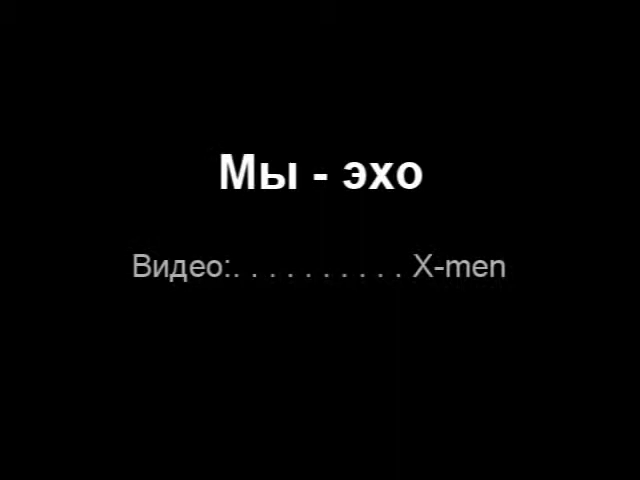 Мы - эхо
Видео:. . . . . . . . . . X-men